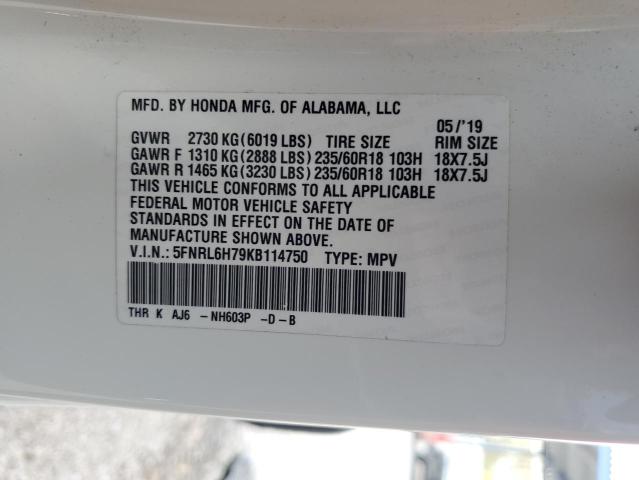 MFD. BY HONDA MFG. OF ALABAMA, LLC
05/'19
GVWR 2730 KG(6019 LBS) TIRE SIZE RIM SIZE
GAWR F 1310 KG(2888 LBS) 235/60R18 103H 18X7.5J
GAWR R 1465 KG(3230 LBS) 235/60R18 103H 18X7.5J
THIS VEHICLE CONFORMS TO ALL APPLICABLE
FEDERAL MOTOR VEHICLE SAFETY
STANDARDS IN EFFECT ON THE DATE OF
MANUFACTURE SHOWN ABOVE.
V.I.N.: 5FNRL6H79KB114750 TYPE: MPV
THR K AJ6 -NH603P -D-B